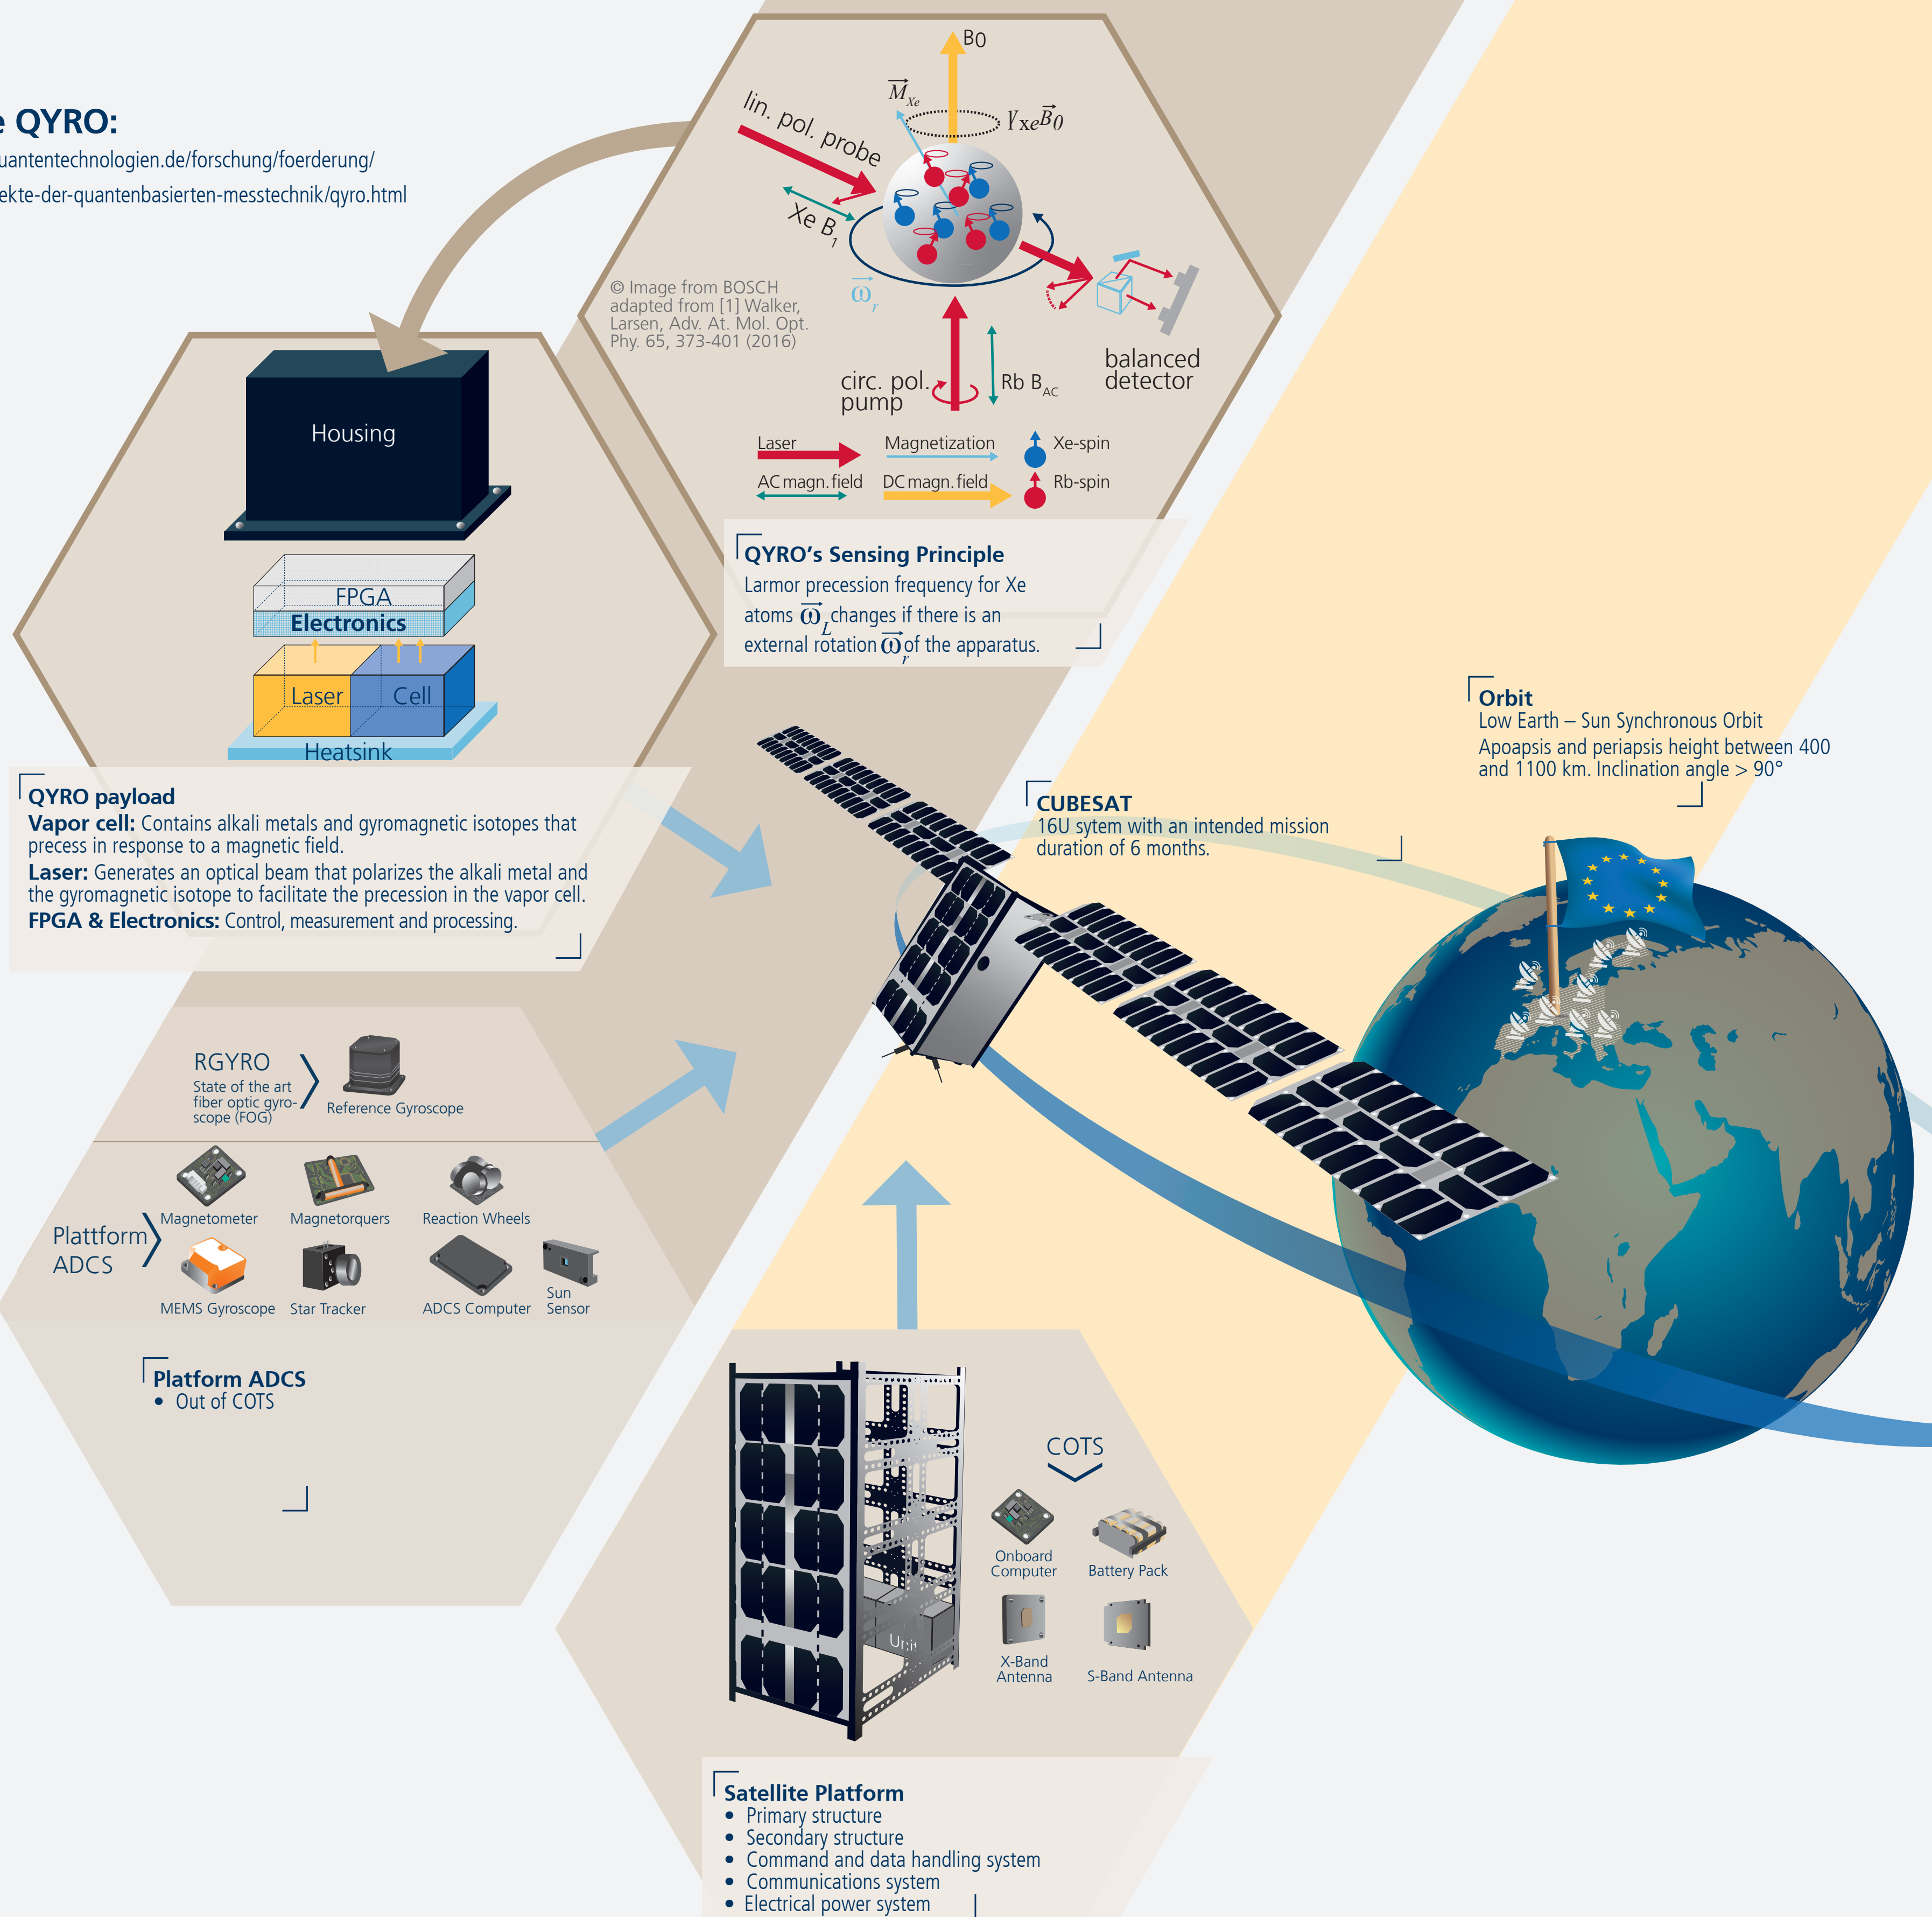 e QYRO:
uantentechnologien.de/forschung/foerderung/
ekte-der-quantenbasierten-messtechnik/qyro.html
B0
M Xe
γxeB0
lin. pol. probe
Xe B1
ωr
© Image from BOSCH
adapted from [1] Walker,
Larsen, Adv. At. Mol. Opt.
Phy. 65, 373-401 (2016)
balanced
detector
circ. pol.
pump
Rb BAC
Laser
Magnetization
Xe-spin
AC magn. field
DC magn. field
Rb-spin
QYRO’s Sensing Principle
Larmor precession frequency for Xe
atoms ωL changes if there is an
external rotation ωr of the apparatus.
Housing
FPGA
Electronics
Laser
Cell
Heatsink
QYRO payload
Vapor cell: Contains alkali metals and gyromagnetic isotopes that
precess in response to a magnetic field.
Laser: Generates an optical beam that polarizes the alkali metal and
the gyromagnetic isotope to facilitate the precession in the vapor cell.
FPGA & Electronics: Control, measurement and processing.
CUBESAT
16U sytem with an intended mission
duration of 6 months.
Orbit
Low Earth – Sun Synchronous Orbit
Apoapsis and periapsis height between 400
and 1100 km. Inclination angle > 90°
RGYRO
State of the art
fiber optic gyro-
scope (FOG)
Reference Gyroscope
Plattform
ADCS
Magnetometer
Magnetorquers
Reaction Wheels
MEMS Gyroscope
Star Tracker
ADCS Computer
Sun
Sensor
Platform ADCS
• Out of COTS
Unit
COTS
Onboard
Computer
Battery Pack
X-Band
Antenna
S-Band Antenna
Satellite Platform
• Primary structure
• Secondary structure
• Command and data handling system
• Communications system
• Electrical power system